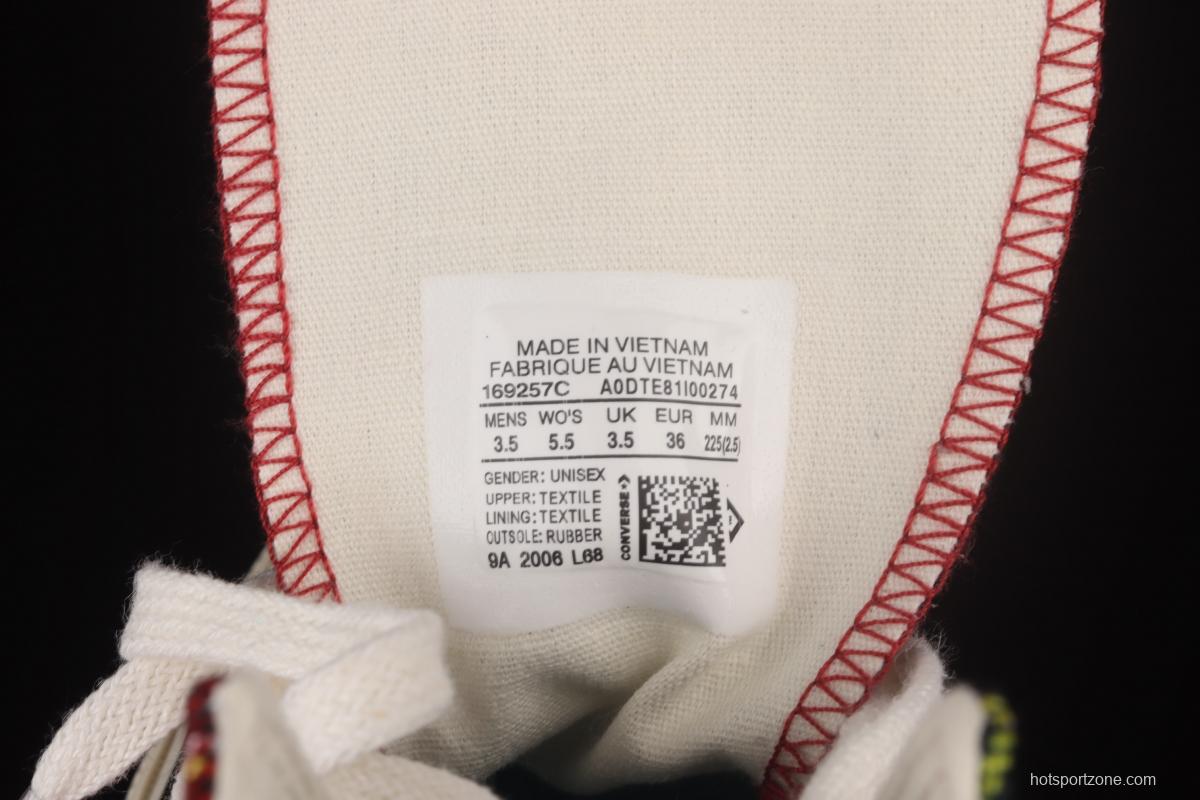 MADE IN VIETNAM
FABRIQUE AU VIETNAM
169257C A0DTE81I00274
MENS WO'S UK EUR MM
3.5 5.5 3.5 36 225(2.5)
GENDER: UNISEX
UPPER: TEXTILE
LINING: TEXTILE
OUTSOLE: RUBBER
9A 2006 L68
CONVERSE
hotsportzone.com